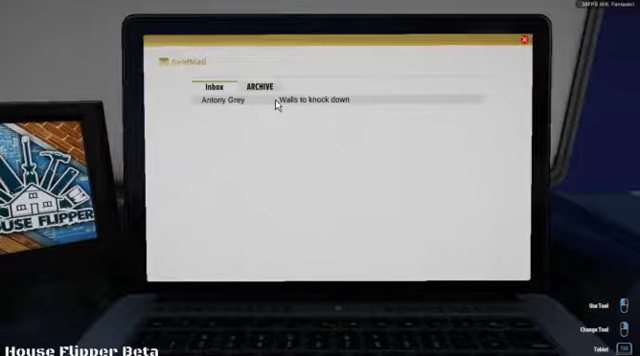 GoldMail
Inbox
ARCHIVE
Antony Grey
Walls to knock down
HOUSE FLIPPER
Use Tool
Change Tool
Tablet
House Flipper Beta